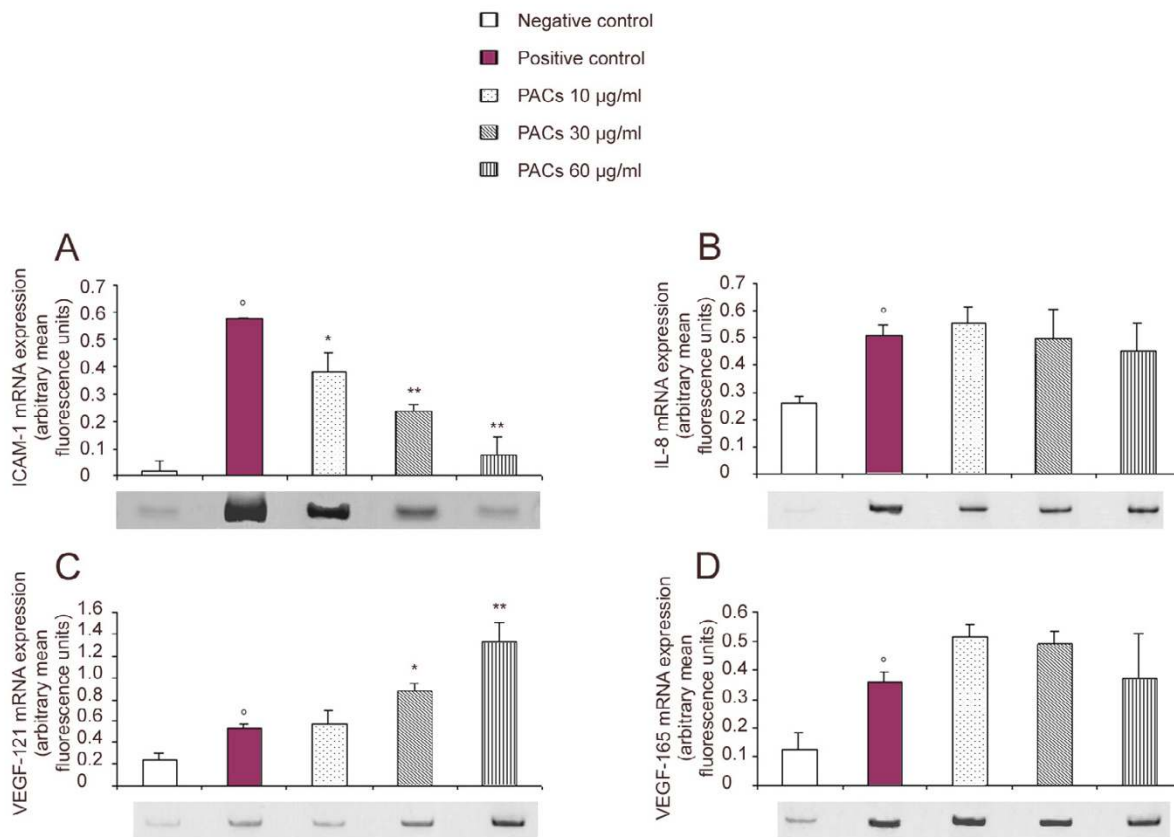 Negative control
Positive control
PACs 10 µg/ml
PACs 30 µg/ml
PACs 60 µg/ml
A
ICAM-1 mRNA expression
(arbitrary mean
fluorescence units)
0.7
0.6
0.5
0.4
0.3
0.2
0.1
0
°
*
**
**
B
IL-8 mRNA expression
(arbitrary mean
fluorescence units)
0.7
0.6
0.5
0.4
0.3
0.2
0.1
0
°
C
VEGF-121 mRNA expression
(arbitrary mean
fluorescence units)
1.6
1.4
1.2
1.0
0.8
0.6
0.4
0.2
0
°
*
**
D
VEGF-165 mRNA expression
(arbitrary mean
fluorescence units)
0.6
0.5
0.4
0.3
0.2
0.1
0
°